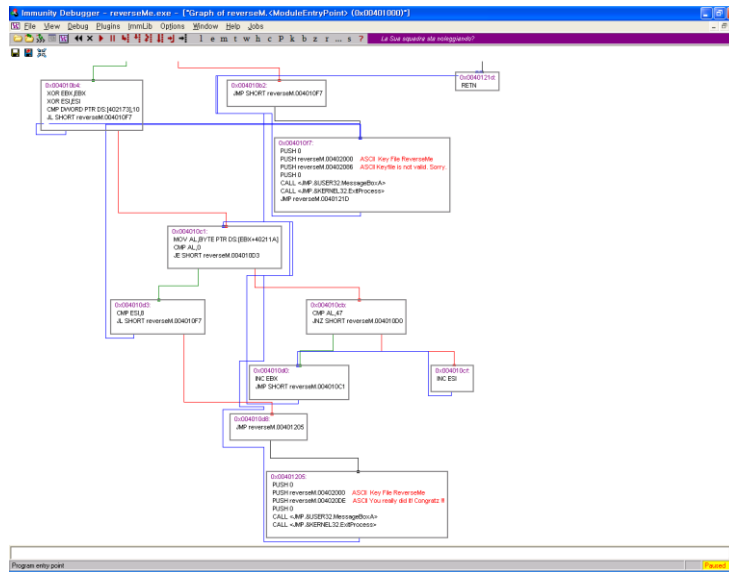 Immunity Debugger - reverseMe.exe - ["Graph of reverseM.<ModuleEntryPoint> (0x00401000)"]
File View Debug Plugins ImmLib Options Window Help Jobs
l e m t w h c P k b z r ... s ? La Sua squadra sta noleggiando?
0x004010b4:
XOR EBX,EBX
XOR ESI,ESI
CMP DWORD PTR DS:[402173],10
JL SHORT reverseM.004010F7
0x004010b2:
JMP SHORT reverseM.004010F7
0x0040121d:
RETN
0x004010f7:
PUSH 0
PUSH reverseM.00402000 ASCII Key File ReverseMe
PUSH reverseM.00402086 ASCII Keyfile is not valid. Sorry.
PUSH 0
CALL <JMP.&USER32.MessageBoxA>
CALL <JMP.&KERNEL32.ExitProcess>
JMP reverseM.0040121D
0x004010c1:
MOV AL,BYTE PTR DS:[EBX+40211A]
CMP AL,0
JE SHORT reverseM.004010D3
0x004010d3:
CMP ESI,8
JL SHORT reverseM.004010F7
0x004010cb:
CMP AL,47
JNZ SHORT reverseM.004010D0
0x004010d0:
INC EBX
JMP SHORT reverseM.004010C1
0x004010cf:
INC ESI
0x004010d8:
JMP reverseM.00401205
0x00401205:
PUSH 0
PUSH reverseM.00402000 ASCII Key File ReverseMe
PUSH reverseM.004020DE ASCII You really did it! Congratz !!
PUSH 0
CALL <JMP.&USER32.MessageBoxA>
CALL <JMP.&KERNEL32.ExitProcess>
Program entry point
Paused